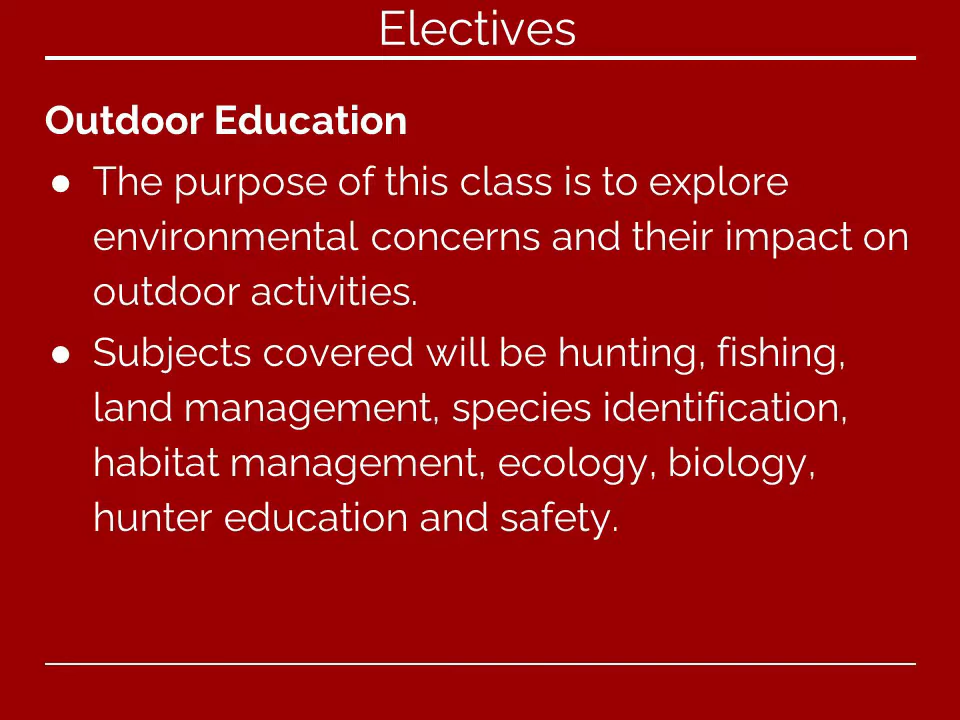 Electives
Outdoor Education
● The purpose of this class is to explore
environmental concerns and their impact on
outdoor activities.
● Subjects covered will be hunting, fishing,
land management, species identification,
habitat management, ecology, biology,
hunter education and safety.